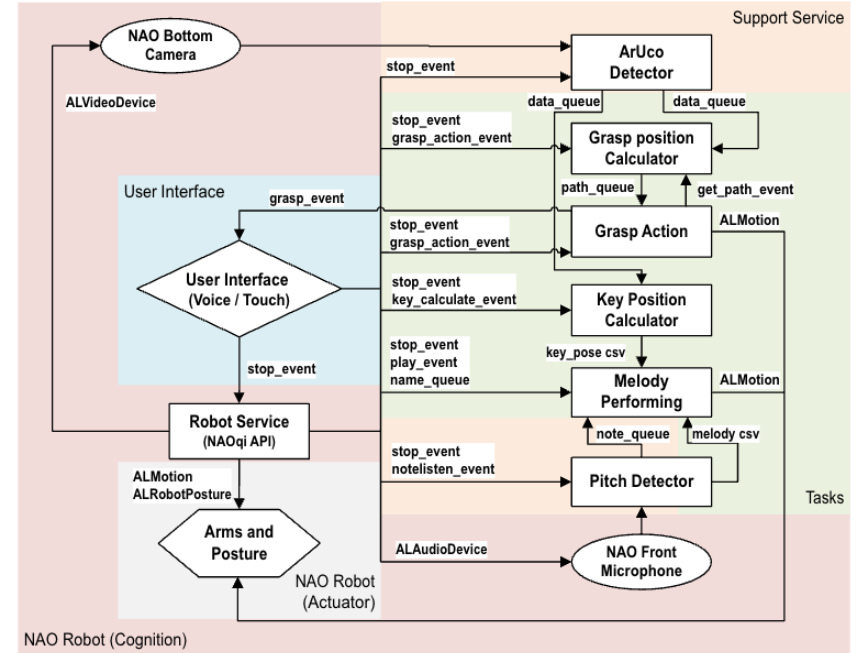 Support Service
NAO Bottom
Camera
ArUco
Detector
stop_event
ALVideoDevice
data_queue
data_queue
stop_event
grasp_action_event
Grasp position
Calculator
User Interface
path_queue
get_path_event
grasp_event
stop_event
grasp_action_event
Grasp Action
ALMotion
User Interface
(Voice / Touch)
stop_event
key_calculate_event
Key Position
Calculator
stop_event
play_event
name_queue
key_pose csv
stop_event
Melody
Performing
ALMotion
Robot Service
(NAOqi API)
note_queue
melody csv
stop_event
notelisten_event
Pitch Detector
Tasks
ALMotion
ALRobotPosture
Arms and
Posture
ALAudioDevice
NAO Front
Microphone
NAO Robot
(Actuator)
NAO Robot (Cognition)